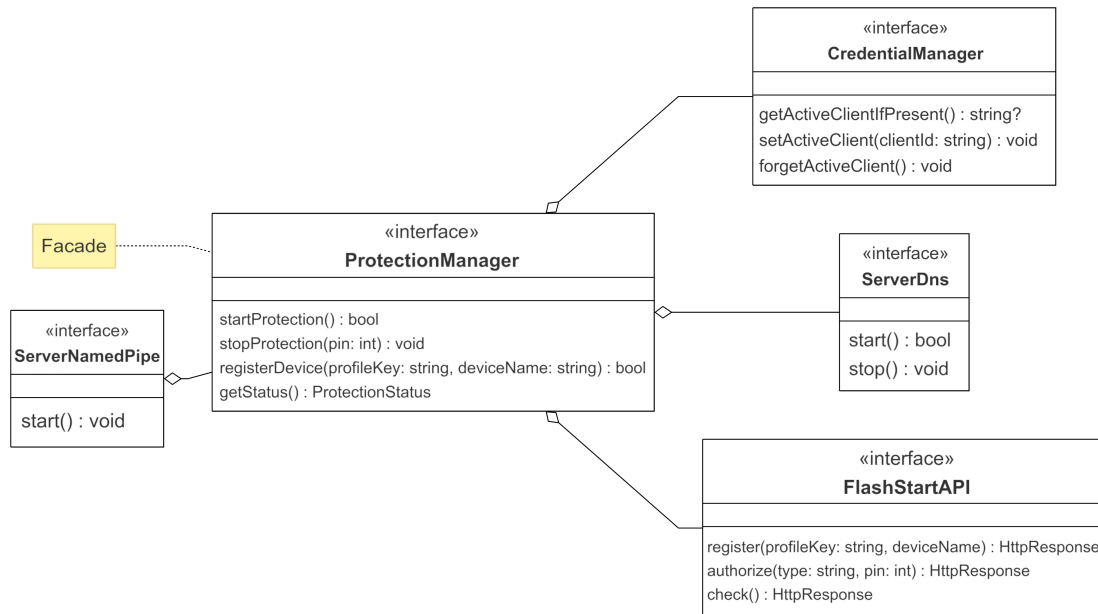 «interface»
CredentialManager
getActiveClientIfPresent() : string?
setActiveClient(clientId: string) : void
forgetActiveClient() : void
Facade
«interface»
ProtectionManager
startProtection() : bool
stopProtection(pin: int) : void
registerDevice(profileKey: string, deviceName: string) : bool
getStatus() : ProtectionStatus
«interface»
ServerDns
start() : bool
stop() : void
«interface»
ServerNamedPipe
start() : void
«interface»
FlashStartAPI
register(profileKey: string, deviceName) : HttpResponse
authorize(type: string, pin: int) : HttpResponse
check() : HttpResponse